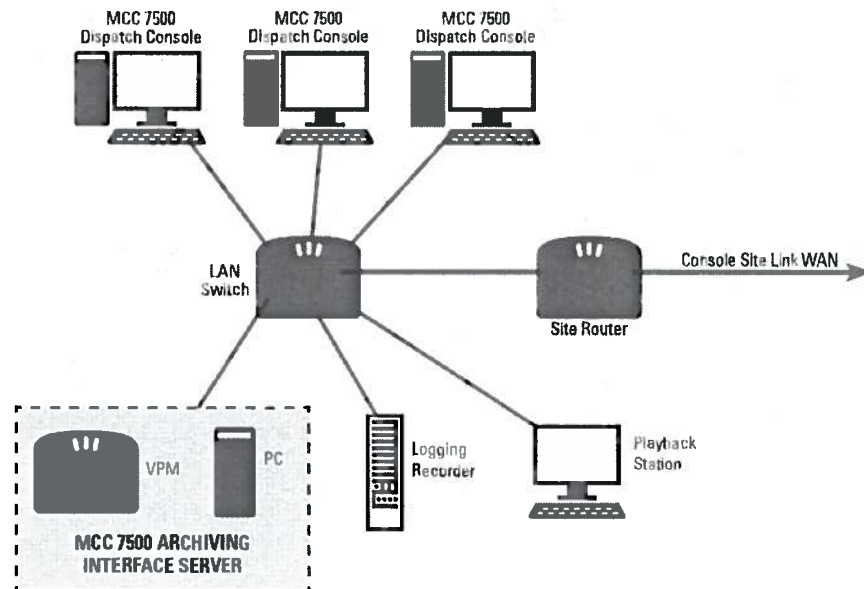 MCC 7500
Dispatch Console
MCC 7500
Dispatch Console
MCC 7500
Dispatch Console
LAN
Switch
Console Site Link WAN
Site Router
VPM
PC
MCC 7500 ARCHIVING
INTERFACE SERVER
Logging
Recorder
Playback
Station